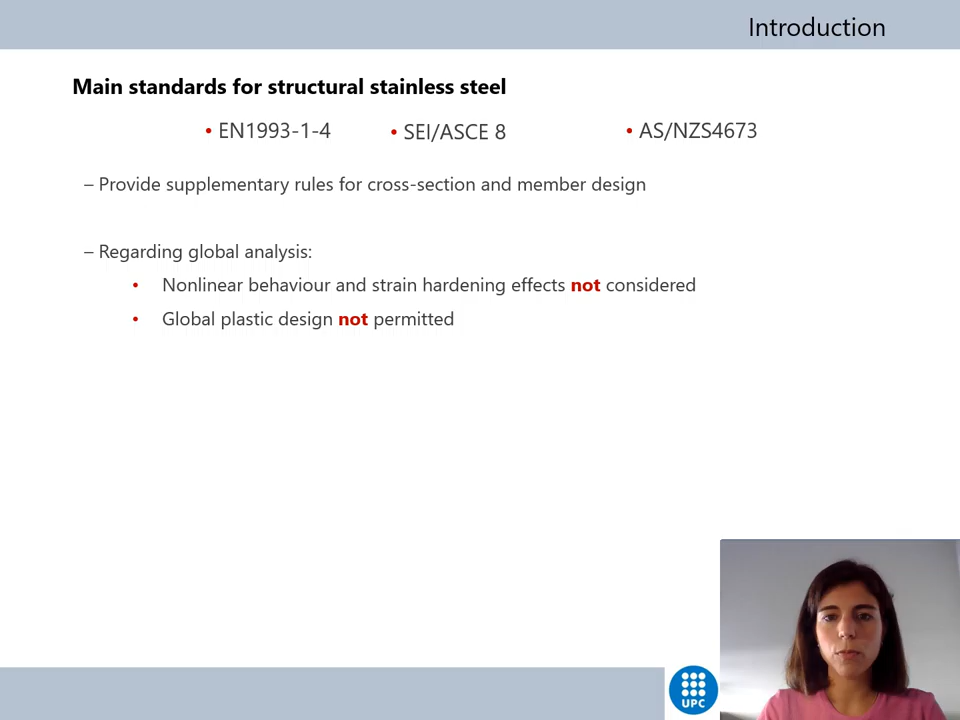 Introduction
Main standards for structural stainless steel
• EN1993-1-4 • SEI/ASCE 8 • AS/NZS4673
– Provide supplementary rules for cross-section and member design
– Regarding global analysis:
• Nonlinear behaviour and strain hardening effects not considered
• Global plastic design not permitted
UPC